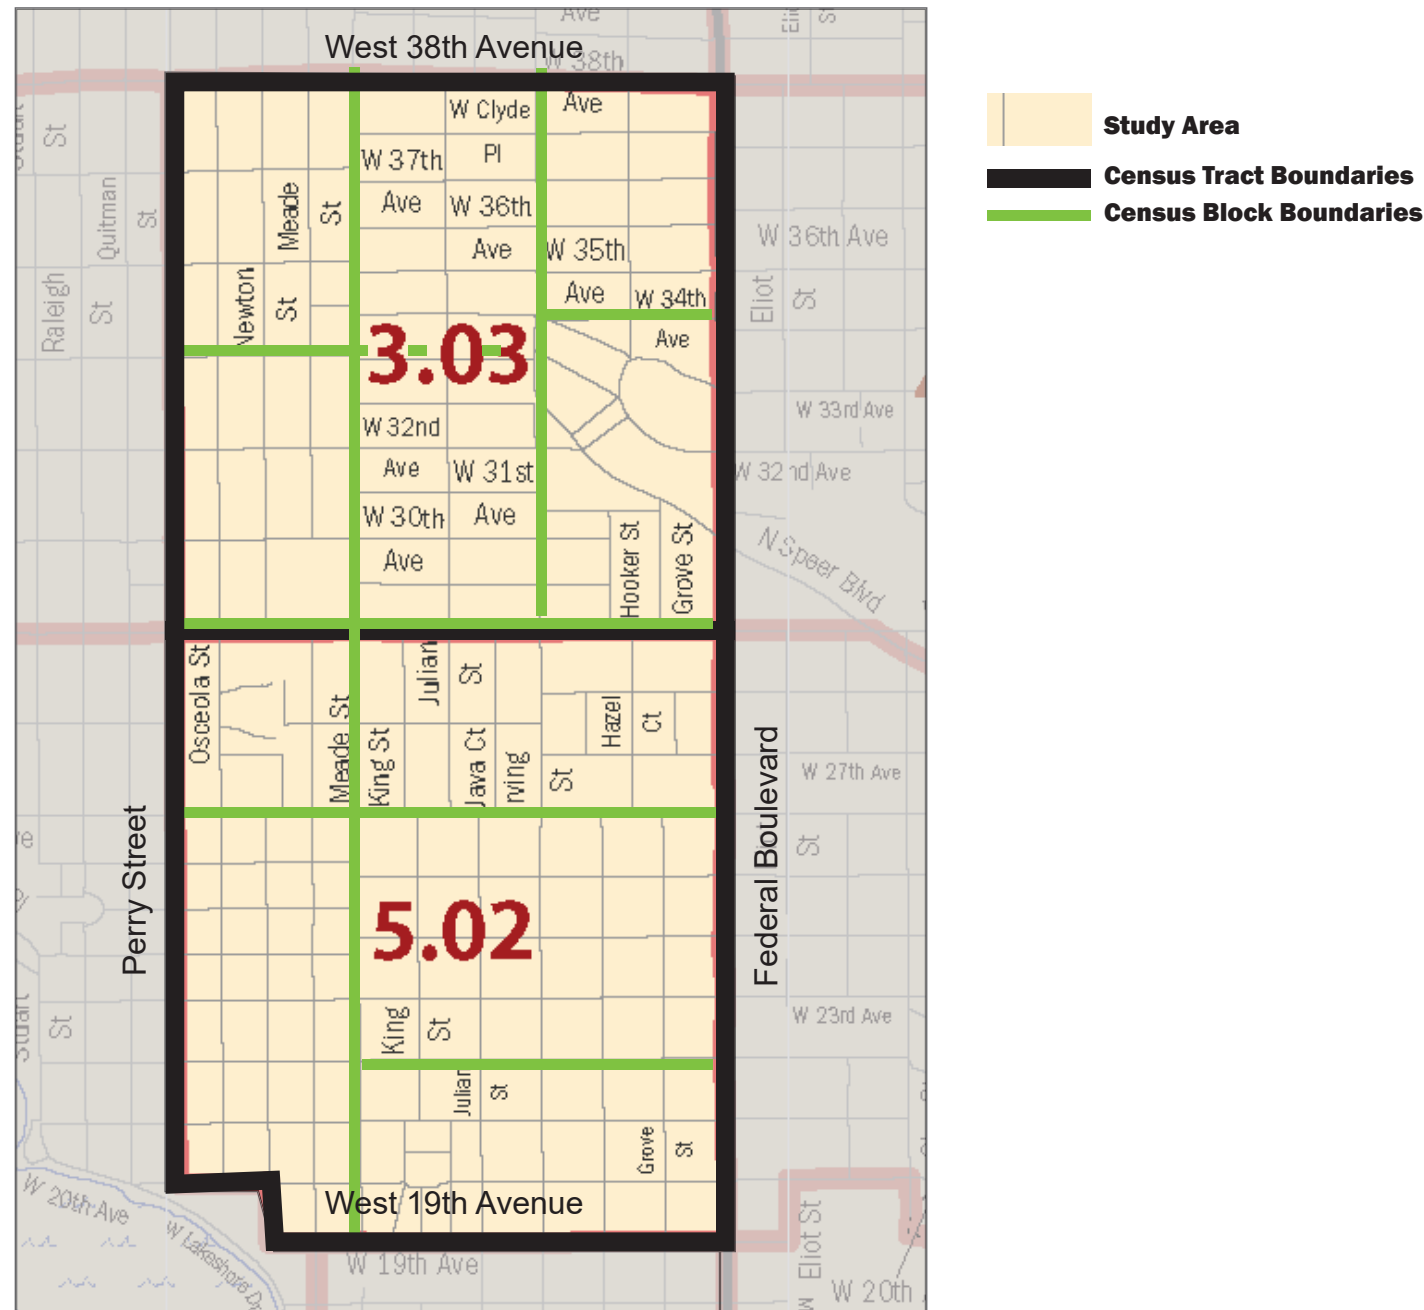 Ave
St
West 38th Avenue
W 38th
Ave
W Clyde
Pl
St
W 37th
Ave
W 36th
Ave
Quitman
St
Meade
St
W 35th
Ave
W 34th
Ave
W 36th Ave
Raleigh
St
Newton
St
Eliot
St
3.03
W 33rd Ave
W 32nd
Ave
W 31st
Ave
W 32nd Ave
W 30th
Ave
Hooker St
Grove St
N Speer Blvd
Osceola St
Meade St
King St
Julian
St
Java Ct
Irving
St
Hazel
Ct
W 27th Ave
St
Perry Street
Federal Boulevard
5.02
King
St
W 23rd Ave
Stuart
St
Julian
St
Grove
St
W 20th Ave
West 19th Avenue
W Lakeshore Dr
W 19th Ave
Eliot St
W
W 20th
Study Area
Census Tract Boundaries
Census Block Boundaries